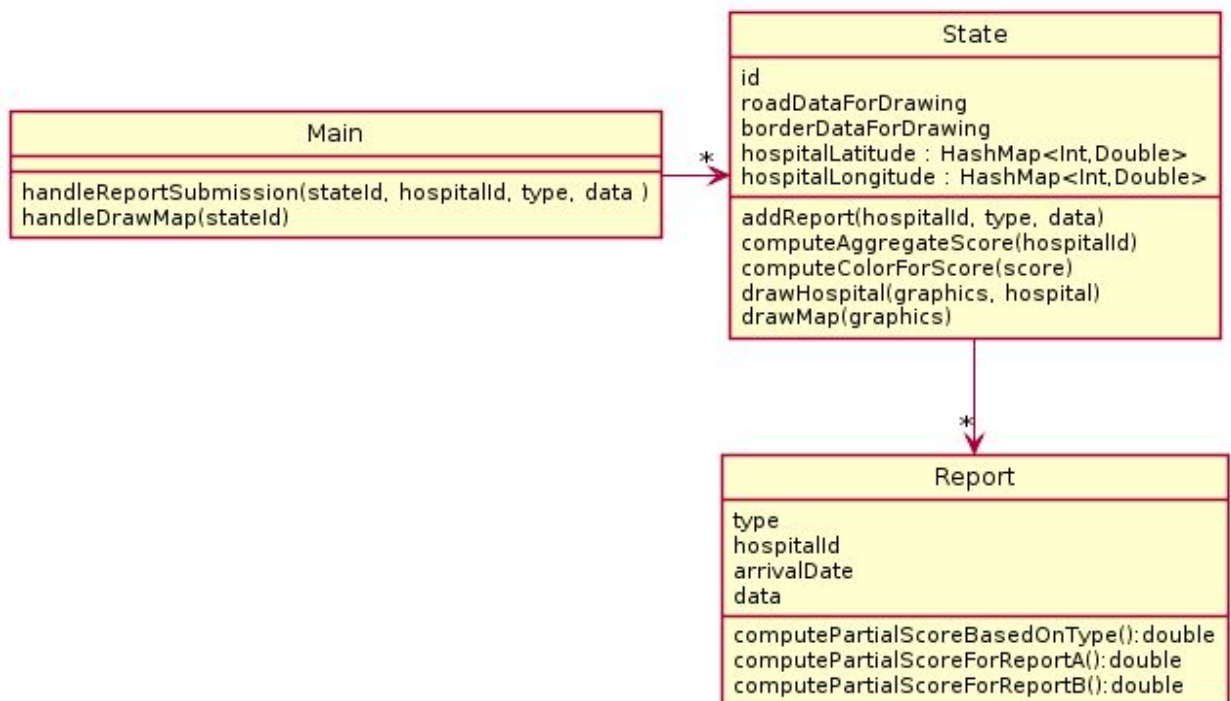 State
id
roadDataForDrawing
borderDataForDrawing
hospitalLatitude : HashMap<Int,Double>
hospitalLongitude : HashMap<Int,Double>
addReport(hospitalId, type, data)
computeAggregateScore(hospitalId)
computeColorForScore(score)
drawHospital(graphics, hospital)
drawMap(graphics)
Main
handleReportSubmission(stateId, hospitalId, type, data )
handleDrawMap(stateId)
*
*
Report
type
hospitalId
arrivalDate
data
computePartialScoreBasedOnType():double
computePartialScoreForReportA():double
computePartialScoreForReportB():double